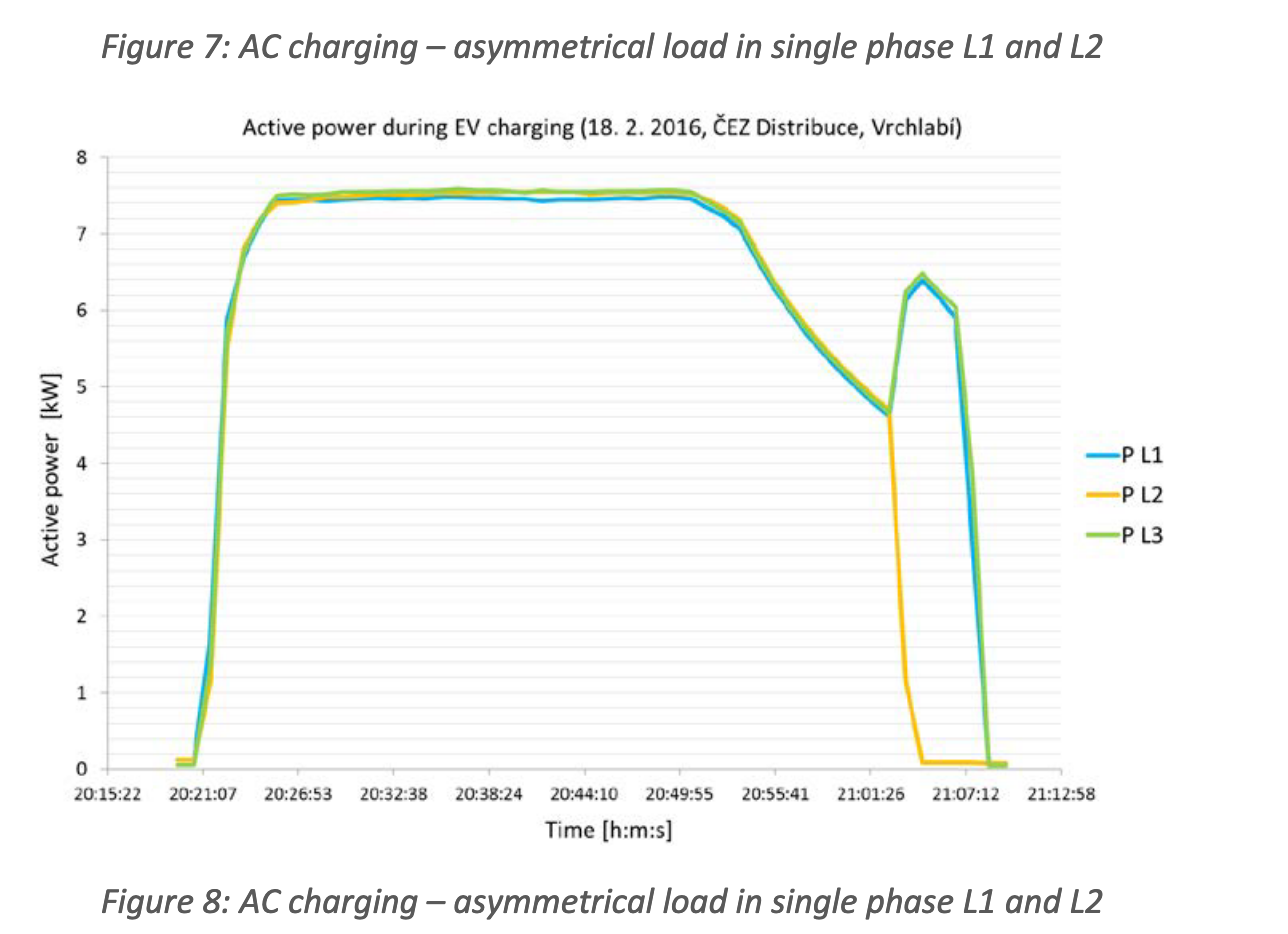 Figure 7: AC charging – asymmetrical load in single phase L1 and L2
Active power during EV charging (18. 2. 2016, ČEZ Distribuce, Vrchlabí)
8
7
6
5
4
3
2
1
0
Active power [kW]
P L1
P L2
P L3
20:15:22 20:21:07 20:26:53 20:32:38 20:38:24 20:44:10 20:49:55 20:55:41 21:01:26 21:07:12 21:12:58
Time [h:m:s]
Figure 8: AC charging – asymmetrical load in single phase L1 and L2